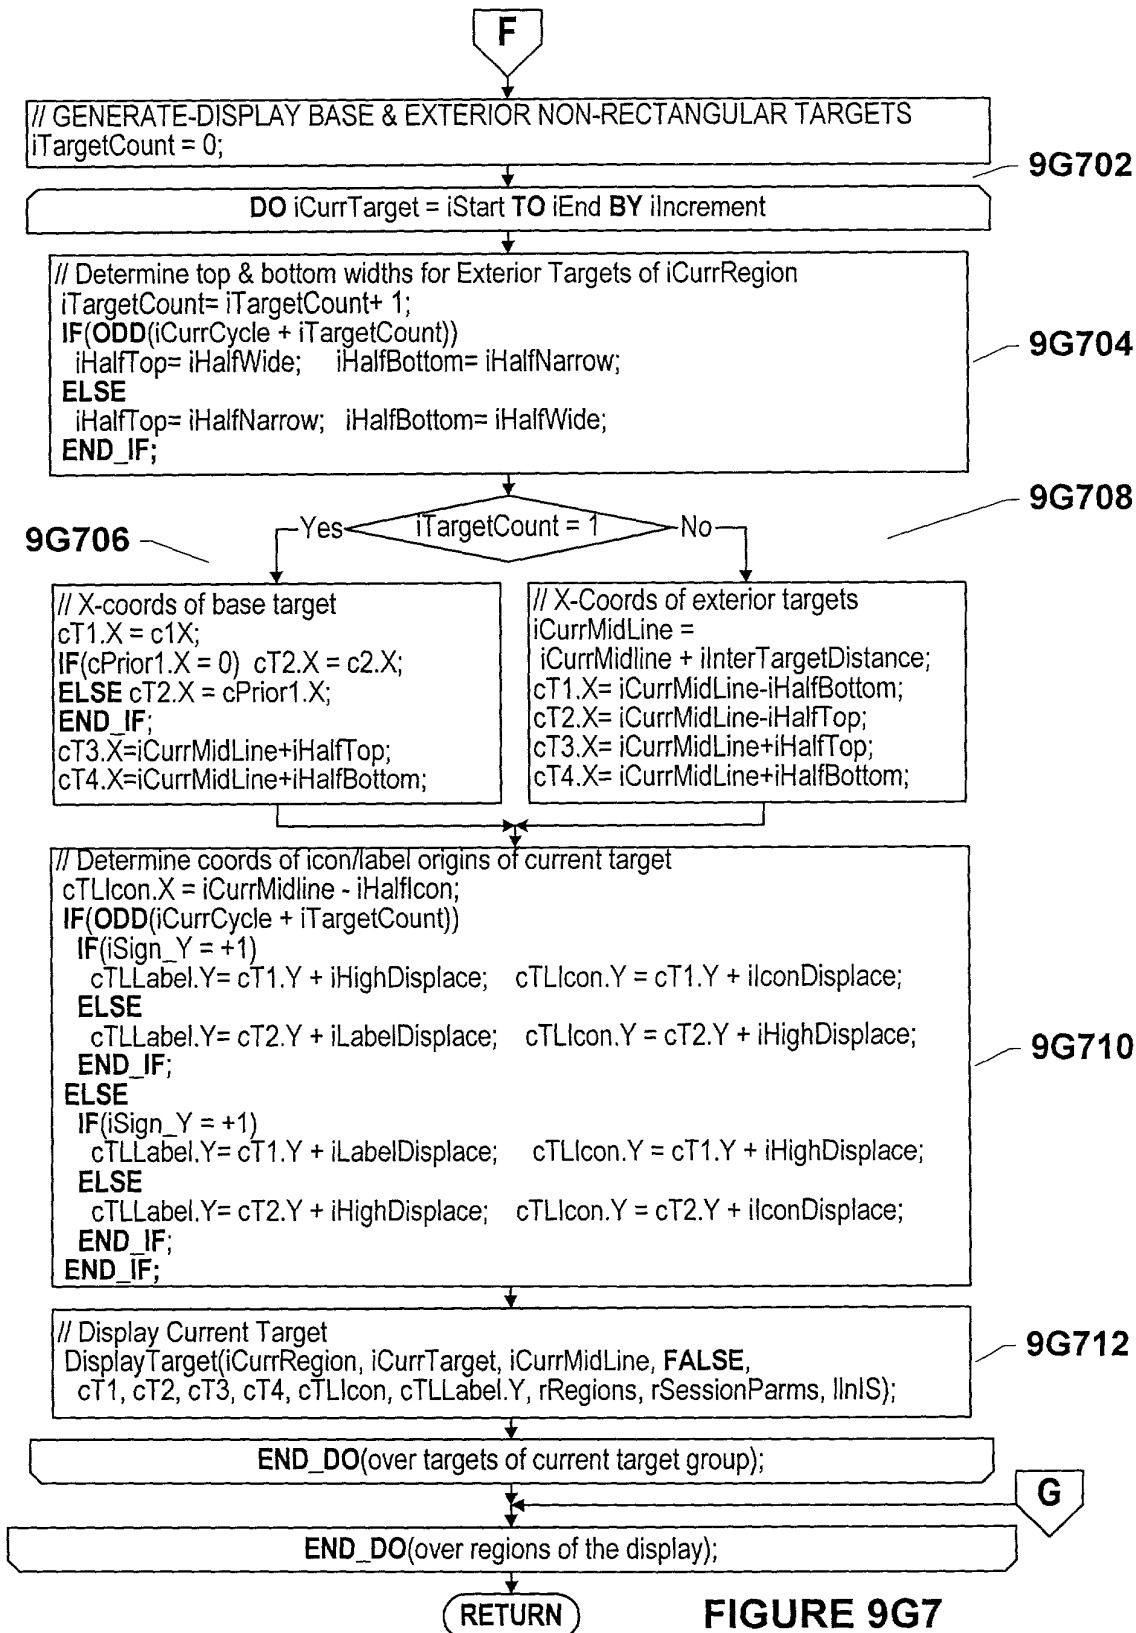 F
// GENERATE-DISPLAY BASE & EXTERIOR NON-RECTANGULAR TARGETS
iTargetCount = 0;
9G702
DO iCurrTarget = iStart TO iEnd BY iIncrement
// Determine top & bottom widths for Exterior Targets of iCurrRegion
iTargetCount= iTargetCount+ 1;
IF(ODD(iCurrCycle + iTargetCount))
iHalfTop= iHalfWide; iHalfBottom= iHalfNarrow;
ELSE
iHalfTop= iHalfNarrow; iHalfBottom= iHalfWide;
END_IF;
9G704
9G708
Yes
iTargetCount = 1
No
9G706
// X-coords of base target
cT1.X = c1X;
IF(cPrior1.X = 0) cT2.X = c2.X;
ELSE cT2.X = cPrior1.X;
END_IF;
cT3.X=iCurrMidLine+iHalfTop;
cT4.X=iCurrMidLine+iHalfBottom;
// X-Coords of exterior targets
iCurrMidLine =
iCurrMidline + iInterTargetDistance;
cT1.X= iCurrMidLine-iHalfBottom;
cT2.X= iCurrMidLine-iHalfTop;
cT3.X= iCurrMidLine+iHalfTop;
cT4.X= iCurrMidLine+iHalfBottom;
// Determine coords of icon/label origins of current target
cTLIcon.X = iCurrMidline - iHalfIcon;
IF(ODD(iCurrCycle + iTargetCount))
IF(iSign_Y = +1)
cTLLabel.Y= cT1.Y + iHighDisplace; cTLIcon.Y = cT1.Y + iIconDisplace;
ELSE
cTLLabel.Y= cT2.Y + iLabelDisplace; cTLIcon.Y = cT2.Y + iHighDisplace;
END_IF;
ELSE
IF(iSign_Y = +1)
cTLLabel.Y= cT1.Y + iLabelDisplace; cTLIcon.Y = cT1.Y + iHighDisplace;
ELSE
cTLLabel.Y= cT2.Y + iHighDisplace; cTLIcon.Y = cT2.Y + iIconDisplace;
END_IF;
END_IF;
9G710
// Display Current Target
DisplayTarget(iCurrRegion, iCurrTarget, iCurrMidLine, FALSE,
cT1, cT2, cT3, cT4, cTLIcon, cTLLabel.Y, rRegions, rSessionParms, lInIS);
9G712
END_DO(over targets of current target group);
G
END_DO(over regions of the display);
RETURN
FIGURE 9G7